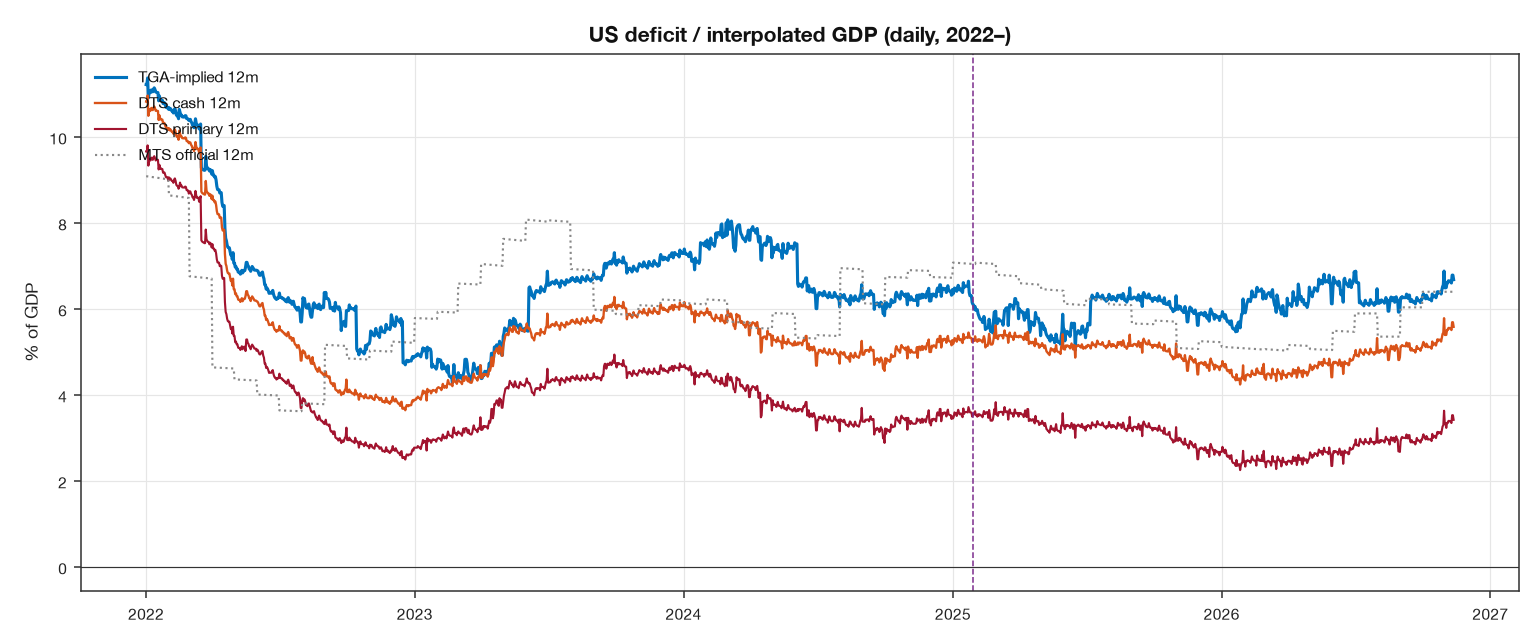 US deficit / interpolated GDP (daily, 2022–)
TGA-implied 12m
DTS cash 12m
DTS primary 12m
MTS official 12m
% of GDP
10
8
6
4
2
0
2022
2023
2024
2025
2026
2027